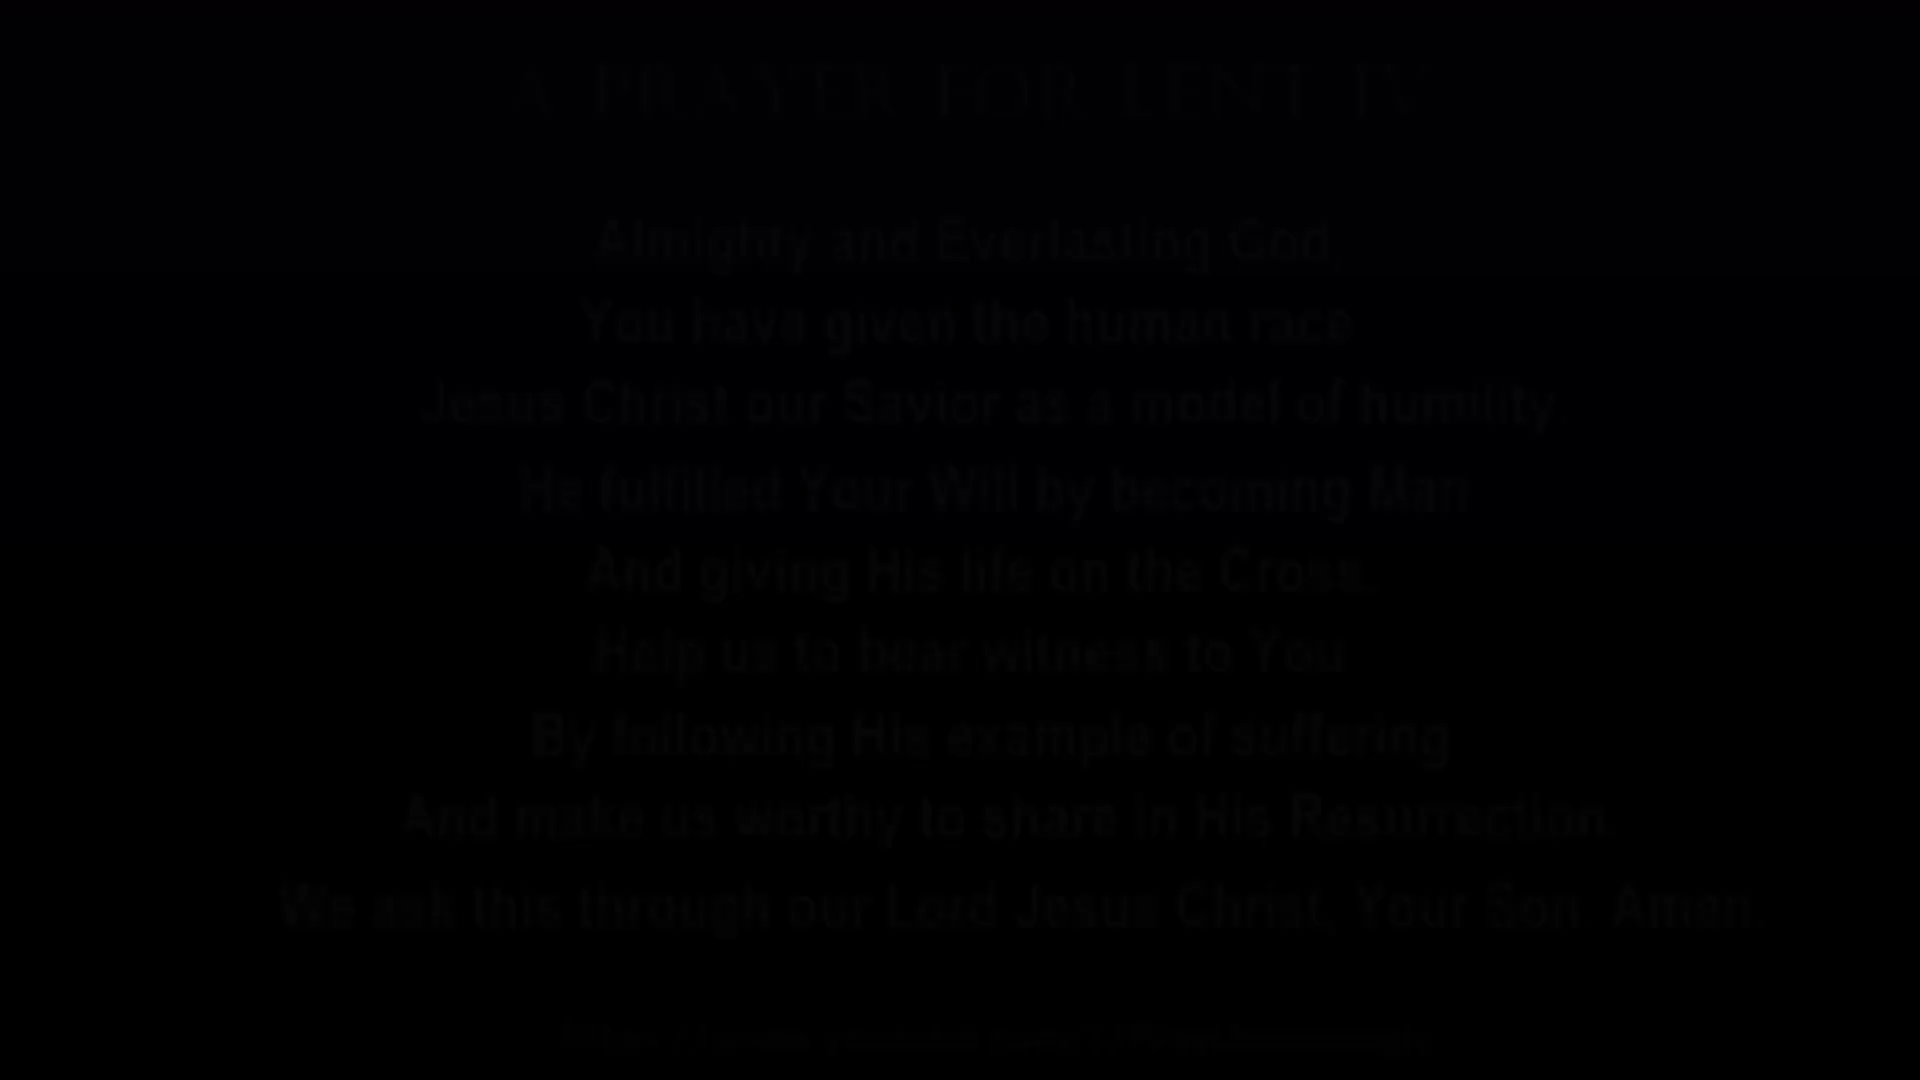 A PRAYER FOR LENT IV
Almighty and Everlasting God,
You have given the human race
Jesus Christ our Savior as a model of humility.
He fulfilled Your Will by becoming Man
And giving His life on the Cross.
Help us to bear witness to You
By following His example of suffering
And make us worthy to share in His Resurrection.
We ask this through our Lord Jesus Christ, Your Son. Amen.